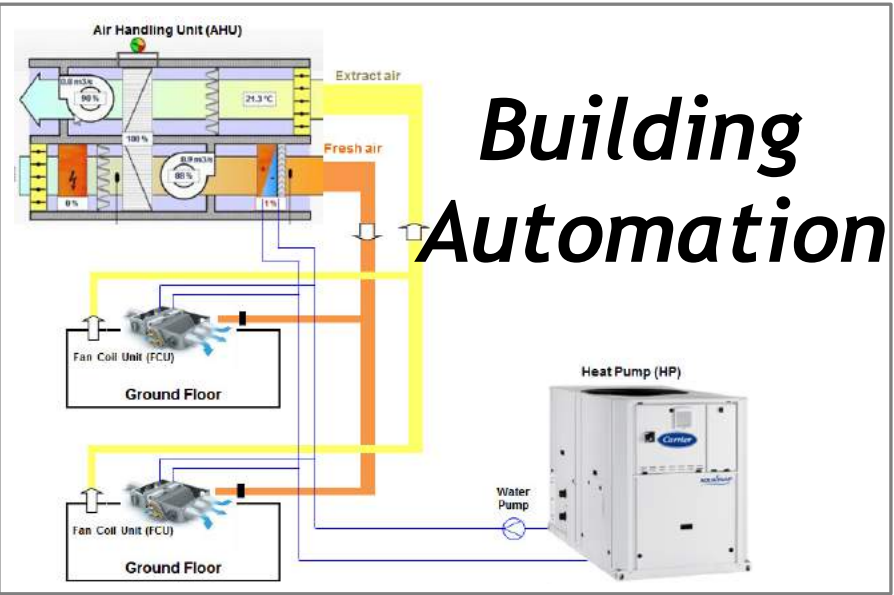 Air Handling Unit (AHU)
Extract air
0.8 m3/s
90 %
21.3 °C
100 %
Fresh air
0.9 m3/s
88 %
0 %
1 %
Building
Automation
Fan Coil Unit (FCU)
Ground Floor
Heat Pump (HP)
Carrier
AQUASNAP
Water
Pump
Fan Coil Unit (FCU)
Ground Floor